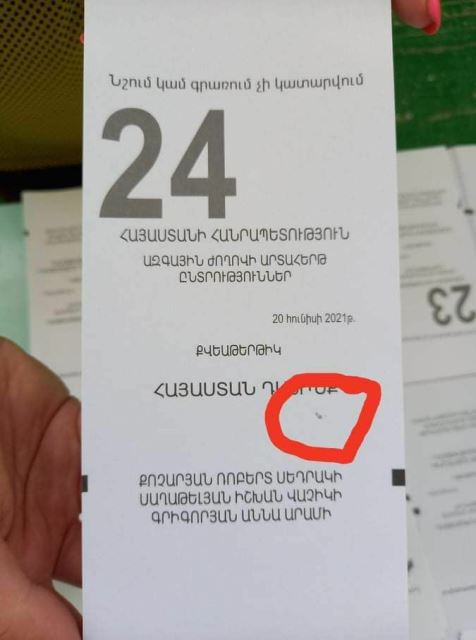 Նշում կամ գրառում չի կատարվում
24
ՀԱՅԱՍՏԱՆԻ ՀԱՆՐԱՊԵՏՈՒԹՅՈՒՆ
ԱԶԳԱՅԻՆ ԺՈՂՈՎԻ ԱՐՏԱՀԵՐԹ
ԸՆՏՐՈՒԹՅՈՒՆՆԵՐ
20 հունիսի 2021թ.
ՔՎԵԱԹԵՐԹԻԿ
ՀԱՅԱՍՏԱՆ
ՔՈՉԱՐՅԱՆ ՌՈԲԵՐՏ ՍԵԴՐԱԿԻ
ՍԱՂԱԹԵԼՅԱՆ ԻՇԽԱՆ ՎԱՉԻԿԻ
ԳՐԻԳՈՐՅԱՆ ԱՆՆԱ ԱՐԱՄԻ
23